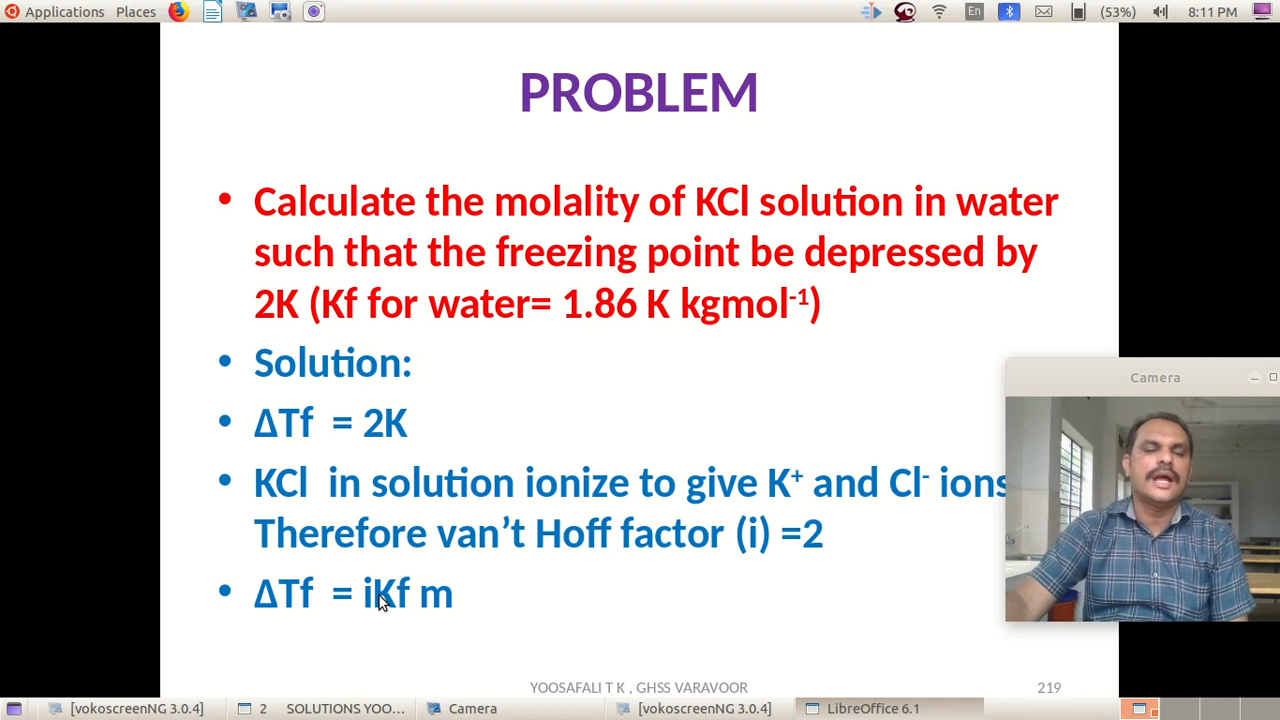 Applications Places En (53%) 8:11 PM
PROBLEM
• Calculate the molality of KCl solution in water
such that the freezing point be depressed by
2K (Kf for water= 1.86 K kgmol⁻¹)
• Solution:
• ΔTf = 2K
• KCl in solution ionize to give K⁺ and Cl⁻ ions
Therefore van’t Hoff factor (i) =2
• ΔTf = iKf m
Camera
YOOSAFALI T K , GHSS VARAVOOR 219
[vokoscreenNG 3.0.4] 2 SOLUTIONS YOO... Camera [vokoscreenNG 3.0.4] LibreOffice 6.1